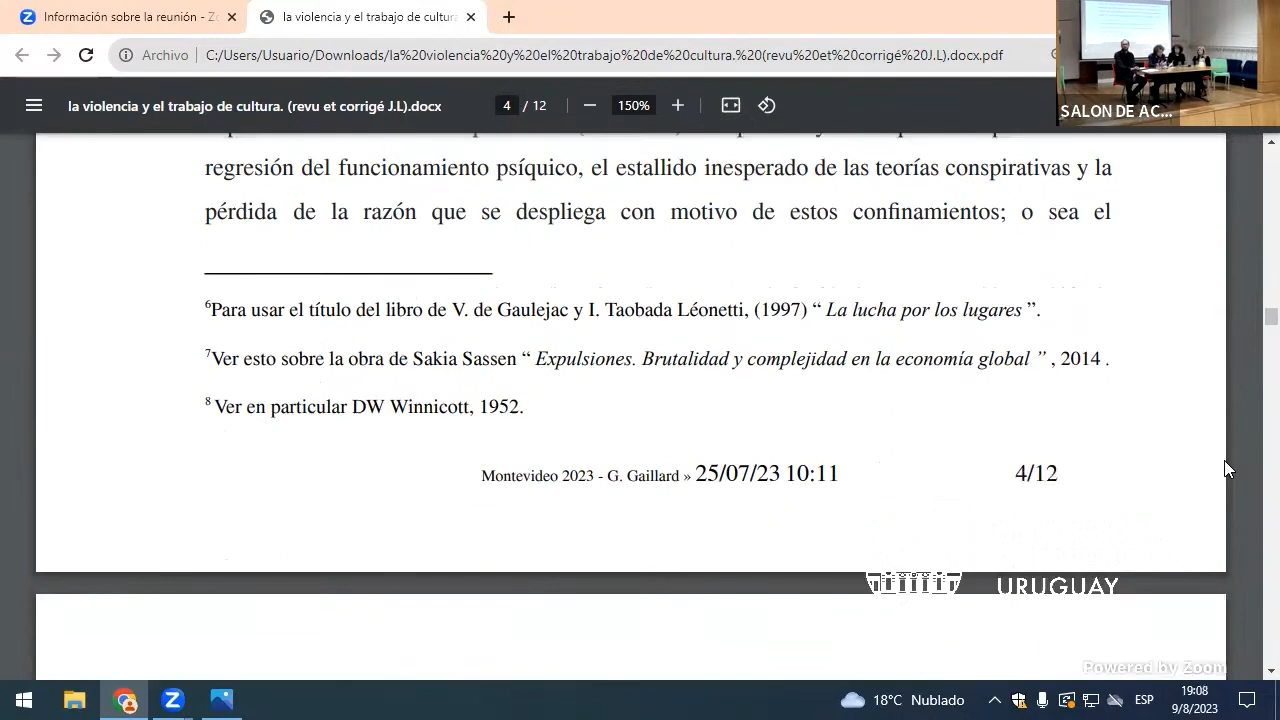 Información sobre la reunión - Zo
la violencia y el trabajo de cultura
Archivo
C:/Users/Usuario/Downloads/la%20violencia%20y%20el%20trabajo%20de%20cultura.%20(revu%20et%20corrigé%20J.L).docx.pdf
la violencia y el trabajo de cultura. (revu et corrigé J.L).docx
4 / 12
150%
SALON DE AC...
regresión del funcionamiento psíquico, el estallido inesperado de las teorías conspirativas y la
pérdida de la razón que se despliega con motivo de estos confinamientos; o sea el
6Para usar el título del libro de V. de Gaulejac y I. Taobada Léonetti, (1997) “ La lucha por los lugares ”.
7Ver esto sobre la obra de Sakia Sassen “ Expulsiones. Brutalidad y complejidad en la economía global ” , 2014 .
8 Ver en particular DW Winnicott, 1952.
Montevideo 2023 - G. Gaillard » 25/07/23 10:11 4/12
URUGUAY
Powered by Zoom
18°C Nublado
ESP
19:08
9/8/2023